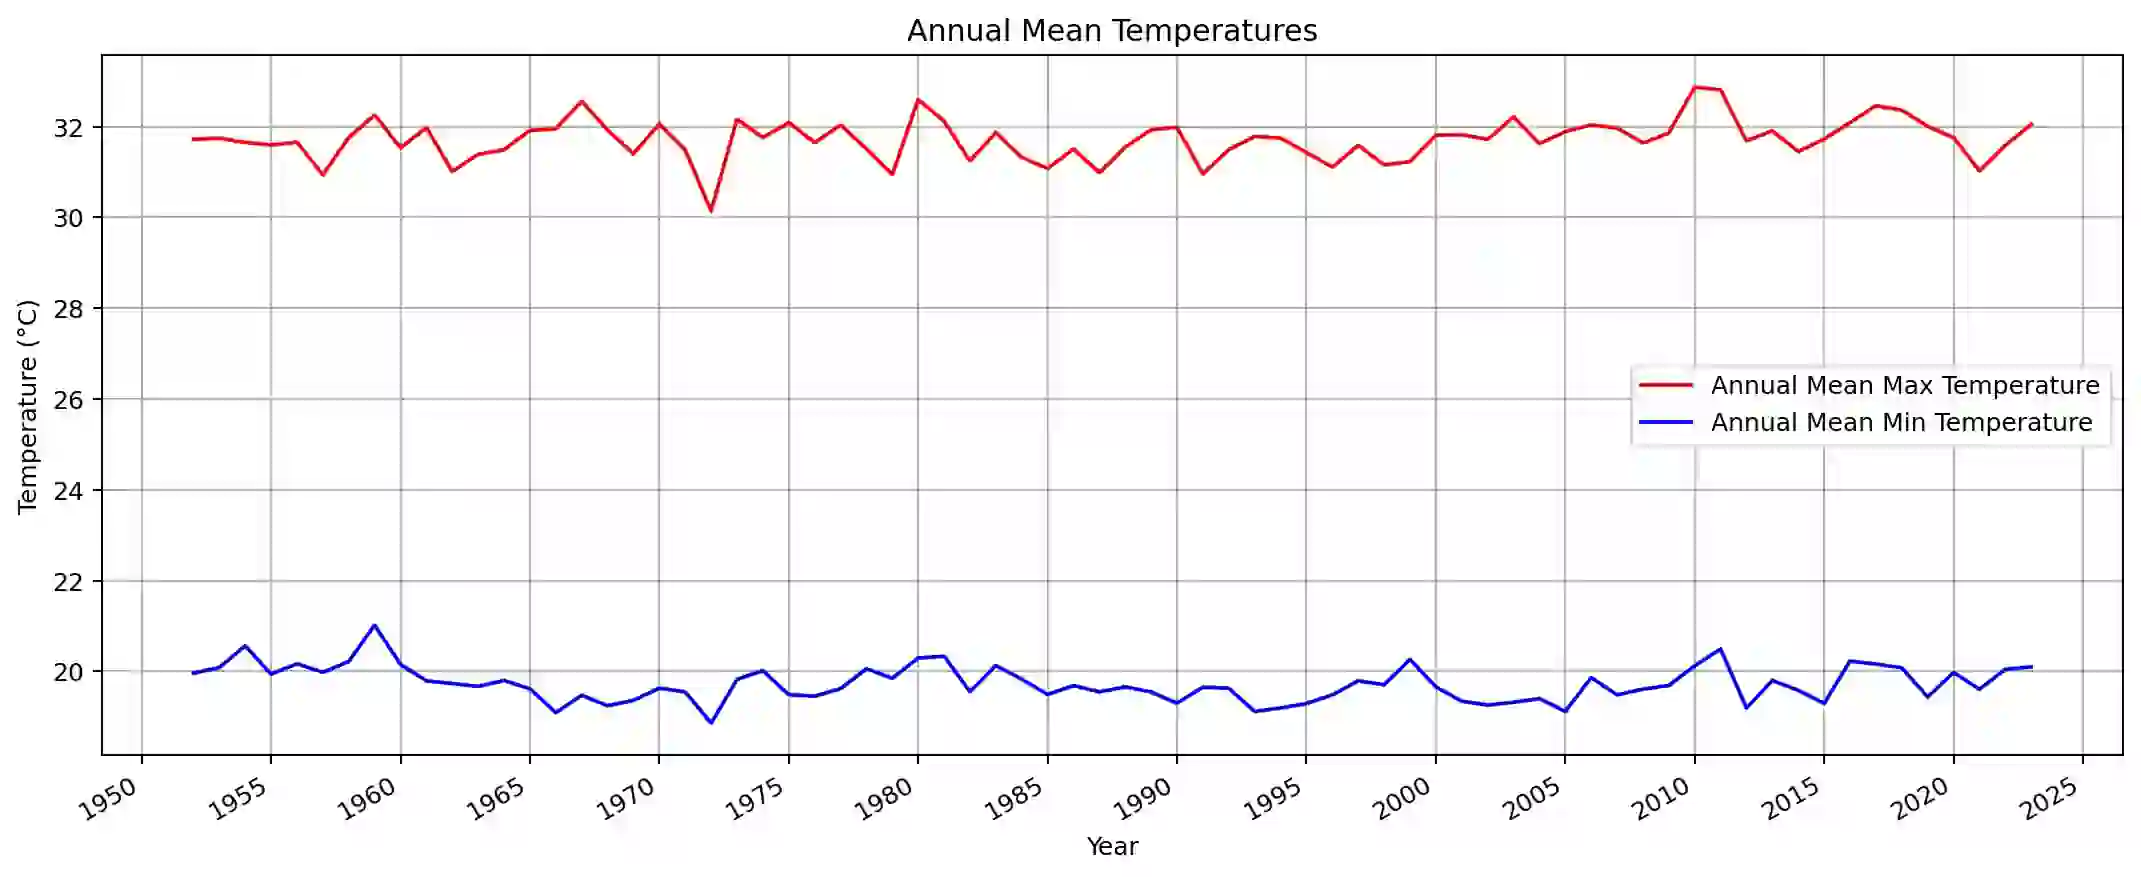 Annual Mean Temperatures
Temperature (°C)
32
30
28
26
24
22
20
Annual Mean Max Temperature
Annual Mean Min Temperature
1950 1955 1960 1965 1970 1975 1980 1985 1990 1995 2000 2005 2010 2015 2020 2025
Year